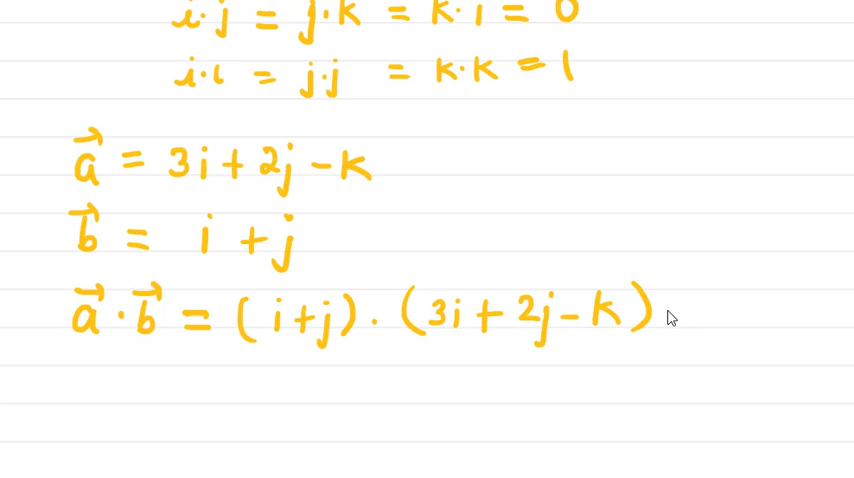 i·j = j·k = k·i = 0
i·i = j·j = k·k = 1
a⃗ = 3i + 2j - k
b⃗ = i + j
a⃗ · b⃗ = (i+j) · (3i + 2j - k)